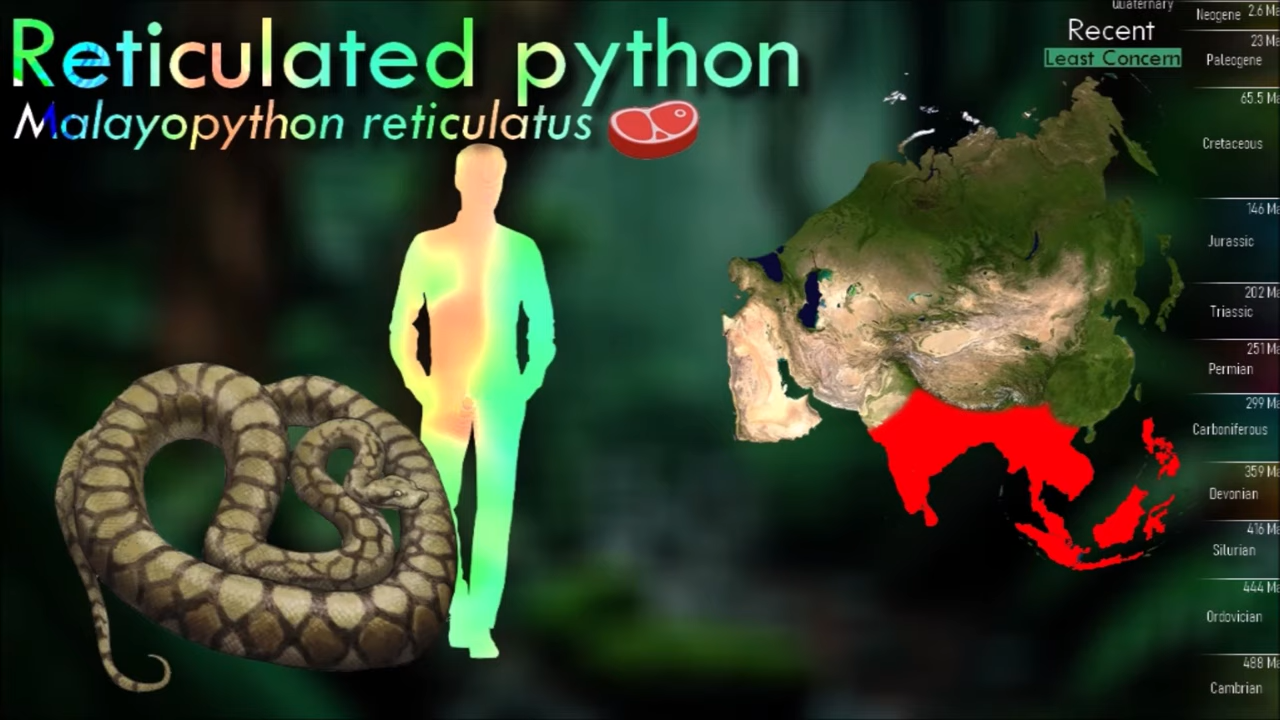 Reticulated python
Malayopython reticulatus
Recent
Least Concern
Quaternary
2.6 Ma
Neogene
23 Ma
Paleogene
65.5 Ma
Cretaceous
146 Ma
Jurassic
202 Ma
Triassic
251 Ma
Permian
299 Ma
Carboniferous
359 Ma
Devonian
416 Ma
Silurian
444 Ma
Ordovician
488 Ma
Cambrian